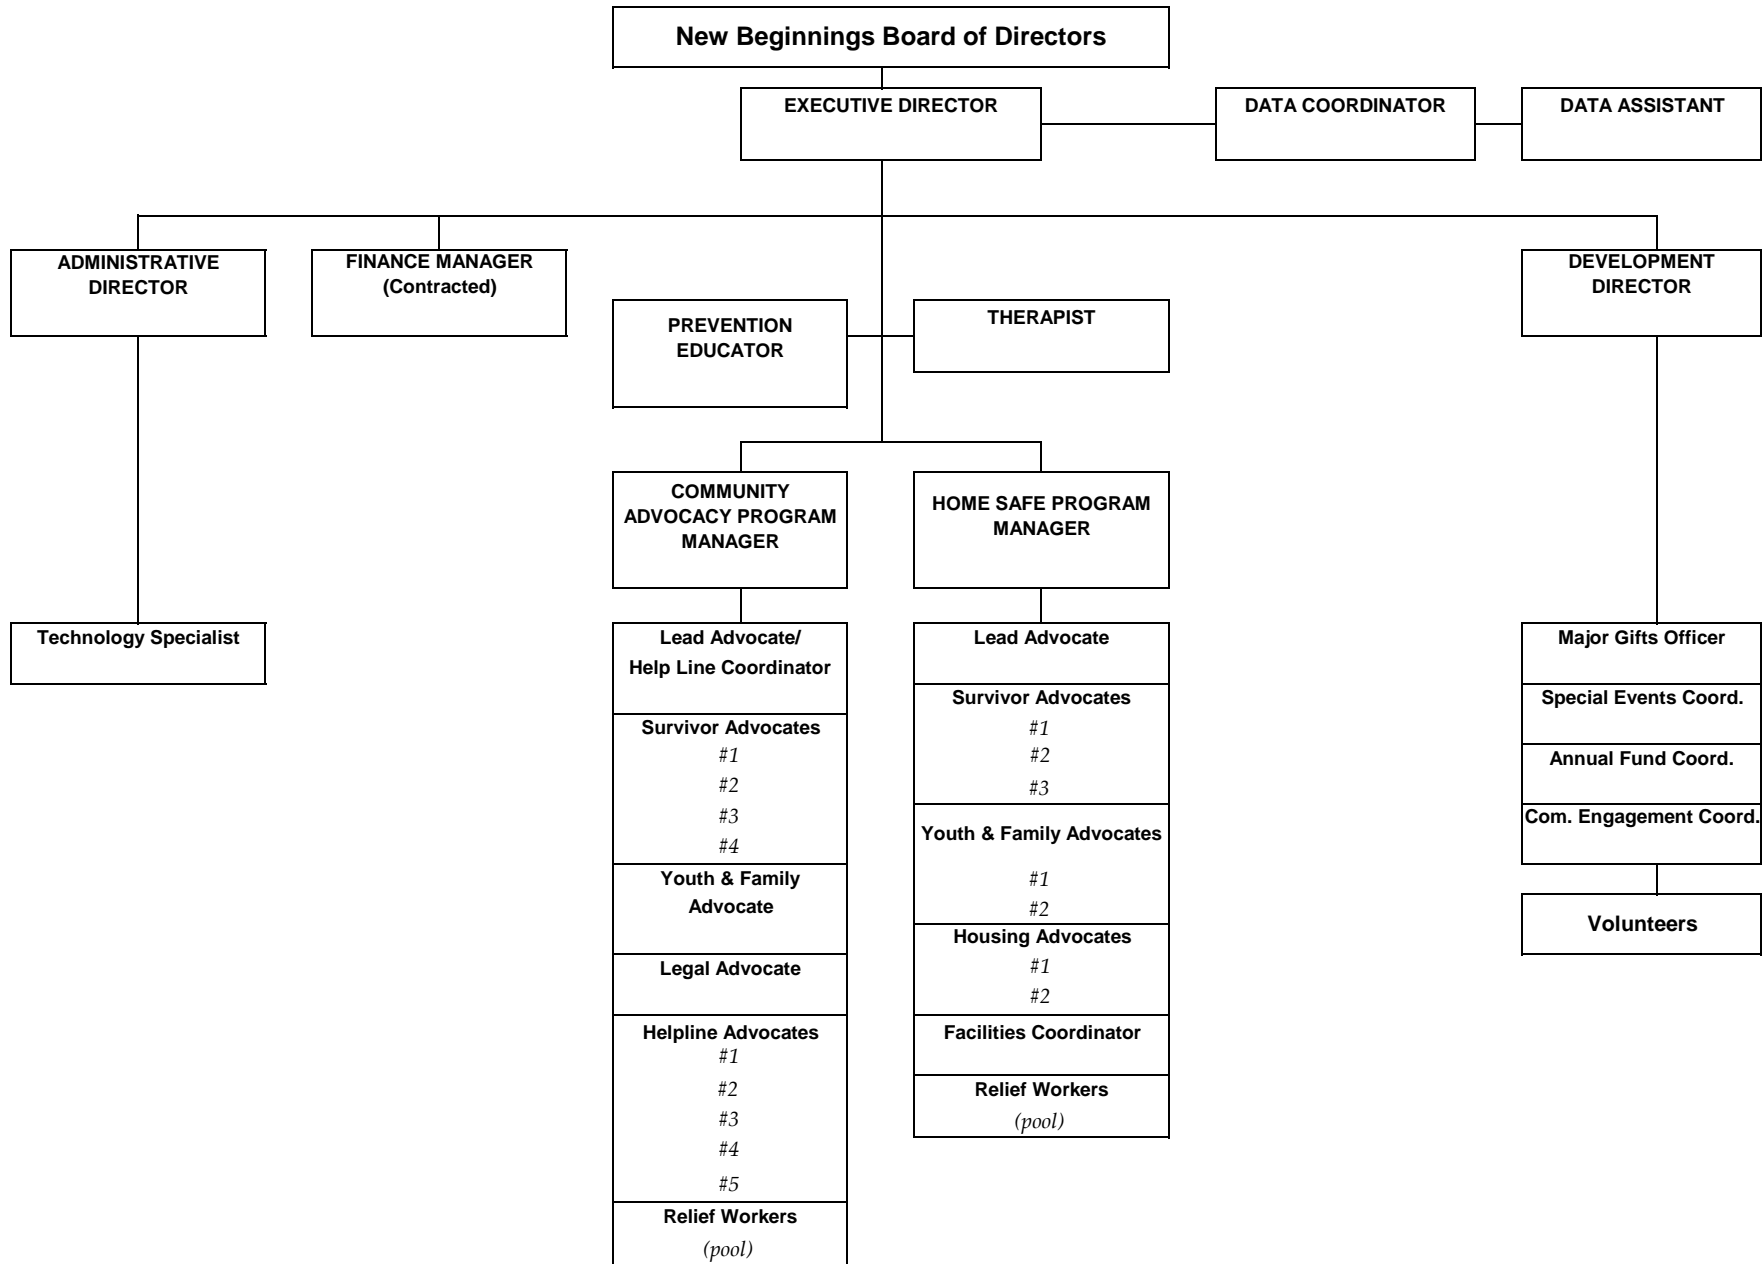 New Beginnings Board of Directors
EXECUTIVE DIRECTOR
DATA COORDINATOR
DATA ASSISTANT
ADMINISTRATIVE
DIRECTOR
FINANCE MANAGER
(Contracted)
DEVELOPMENT
DIRECTOR
PREVENTION
EDUCATOR
THERAPIST
COMMUNITY
ADVOCACY PROGRAM
MANAGER
HOME SAFE PROGRAM
MANAGER
Technology Specialist
Lead Advocate/
Help Line Coordinator
Survivor Advocates
#1
#2
#3
#4
Youth & Family
Advocate
Legal Advocate
Helpline Advocates
#1
#2
#3
#4
#5
Relief Workers
(pool)
Lead Advocate
Survivor Advocates
#1
#2
#3
Youth & Family Advocates
#1
#2
Housing Advocates
#1
#2
Facilities Coordinator
Relief Workers
(pool)
Major Gifts Officer
Special Events Coord.
Annual Fund Coord.
Com. Engagement Coord.
Volunteers